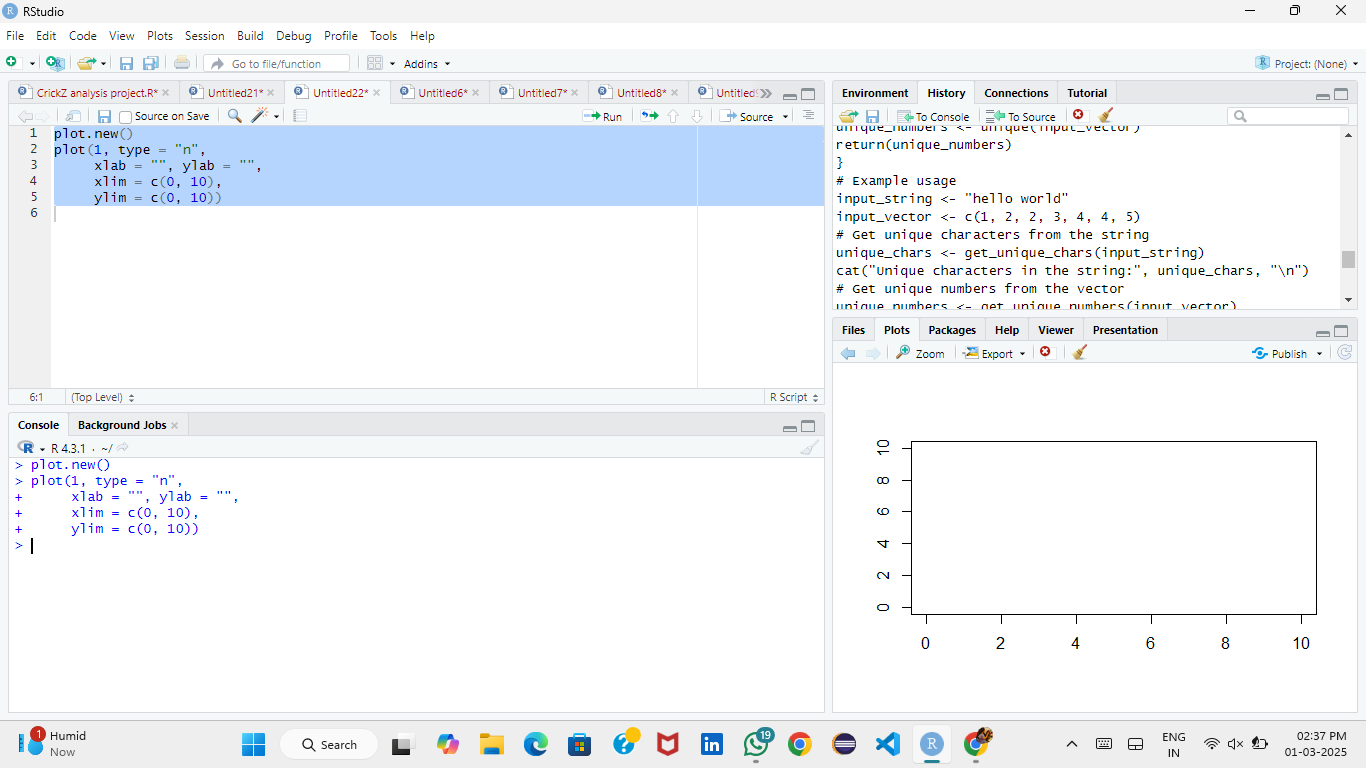 RStudio
File Edit Code View Plots Session Build Debug Profile Tools Help
Go to file/function Addins Project: (None)
CrickZ analysis project.R* Untitled21* Untitled22* Untitled6* Untitled7* Untitled8* Untitled9
Source on Save Run Source
1 plot.new()
2 plot(1, type = "n",
3 xlab = "", ylab = "",
4 xlim = c(0, 10),
5 ylim = c(0, 10))
6
6:1 (Top Level) R Script
Console Background Jobs
R 4.3.1 · ~/
> plot.new()
> plot(1, type = "n",
+ xlab = "", ylab = "",
+ xlim = c(0, 10),
+ ylim = c(0, 10))
>
Environment History Connections Tutorial
To Console To Source
unique_numbers <- unique(input_vector)
return(unique_numbers)
}
# Example usage
input_string <- "hello world"
input_vector <- c(1, 2, 2, 3, 4, 4, 5)
# Get unique characters from the string
unique_chars <- get_unique_chars(input_string)
cat("Unique characters in the string:", unique_chars, "\n")
# Get unique numbers from the vector
unique_numbers <- get_unique_numbers(input_vector)
Files Plots Packages Help Viewer Presentation
Zoom Export Publish
10
8
6
4
2
0
0 2 4 6 8 10
1 Humid
Now
Search
19
ENG
IN
02:37 PM
01-03-2025